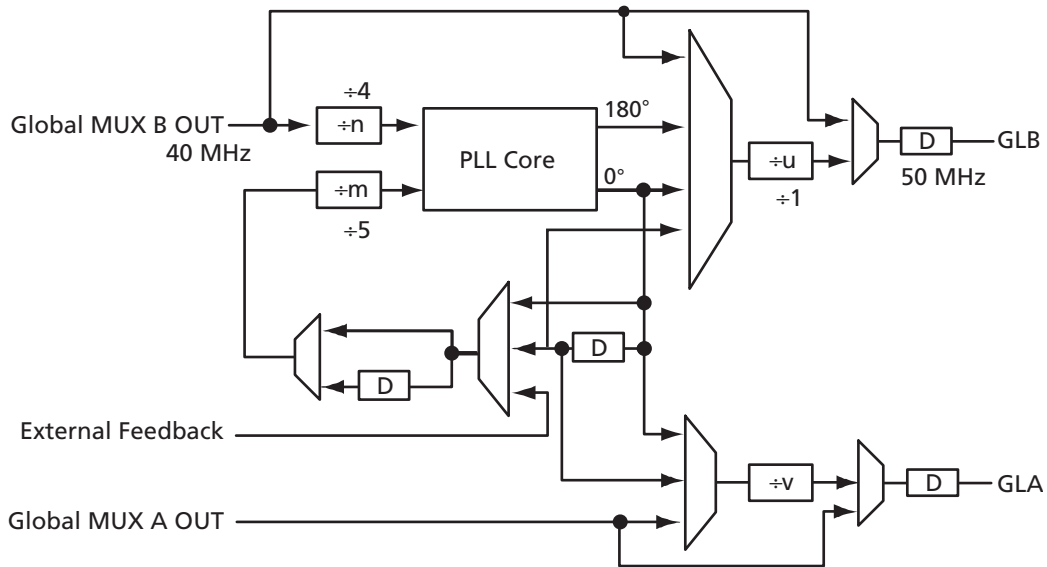 ÷4
Global MUX B OUT
÷n
180°
40 MHz
PLL Core
÷u
D
GLB
50 MHz
÷m
0°
÷1
÷5
D
D
External Feedback
÷v
D
GLA
Global MUX A OUT